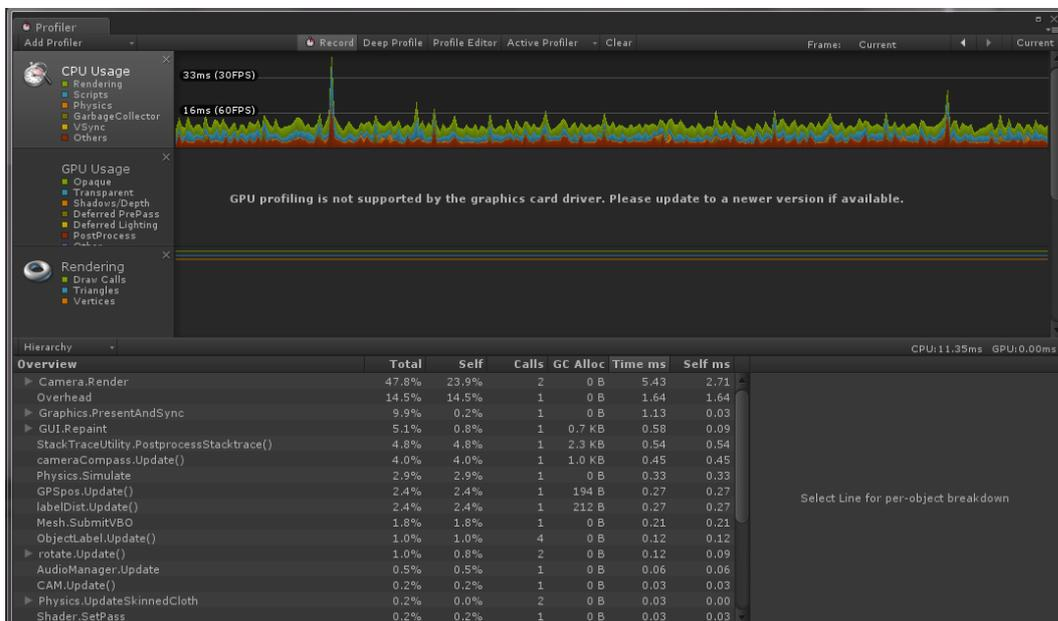 Profiler
Add Profiler Record Deep Profile Profile Editor Active Profiler Clear Frame: Current Current
CPU Usage
Rendering
Scripts
Physics
GarbageCollector
VSync
Others
33ms (30FPS)
16ms (60FPS)
GPU Usage
Opaque
Transparent
Shadows/Depth
Deferred PrePass
Deferred Lighting
PostProcess
Other
GPU profiling is not supported by the graphics card driver. Please update to a newer version if available.
Rendering
Draw Calls
Triangles
Vertices
Hierarchy CPU:11.35ms GPU:0.00ms
Overview Total Self Calls GC Alloc Time ms Self ms
Camera.Render 47.8% 23.9% 2 0 B 5.43 2.71
Overhead 14.5% 14.5% 1 0 B 1.64 1.64
Graphics.PresentAndSync 9.9% 0.2% 1 0 B 1.13 0.03
GUI.Repaint 5.1% 0.8% 1 0.7 KB 0.58 0.09
StackTraceUtility.PostprocessStacktrace() 4.8% 4.8% 1 2.3 KB 0.54 0.54
cameraCompass.Update() 4.0% 4.0% 1 1.0 KB 0.45 0.45
Physics.Simulate 2.9% 2.9% 1 0 B 0.33 0.33
GPSpos.Update() 2.4% 2.4% 1 194 B 0.27 0.27
labelDist.Update() 2.4% 2.4% 1 212 B 0.27 0.27
Select Line for per-object breakdown
Mesh.SubmitVBO 1.8% 1.8% 1 0 B 0.21 0.21
ObjectLabel.Update() 1.0% 1.0% 4 0 B 0.12 0.12
rotate.Update() 1.0% 0.8% 2 0 B 0.12 0.09
AudioManager.Update 0.5% 0.5% 1 0 B 0.06 0.06
CAM.Update() 0.2% 0.2% 1 0 B 0.03 0.03
Physics.UpdateSkinnedCloth 0.2% 0.0% 2 0 B 0.03 0.00
Shader.SetPass 0.2% 0.2% 1 0 B 0.03 0.03